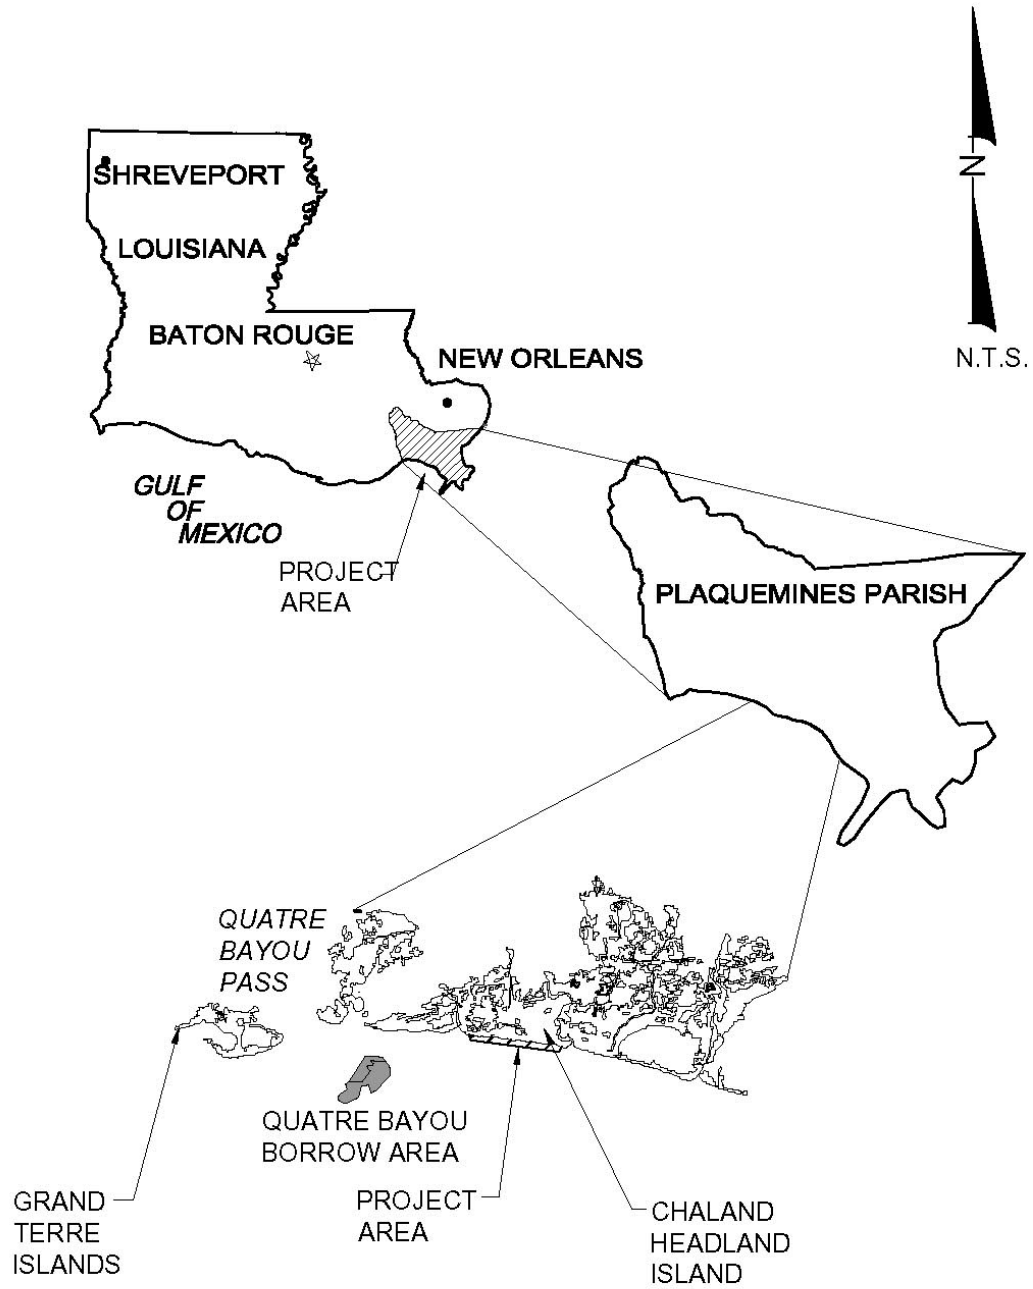 N
N.T.S.
SHREVEPORT
LOUISIANA
BATON ROUGE
NEW ORLEANS
GULF
OF
MEXICO
PROJECT
AREA
PLAQUEMINES PARISH
QUATRE
BAYOU
PASS
QUATRE BAYOU
BORROW AREA
GRAND
TERRE
ISLANDS
PROJECT
AREA
CHALAND
HEADLAND
ISLAND